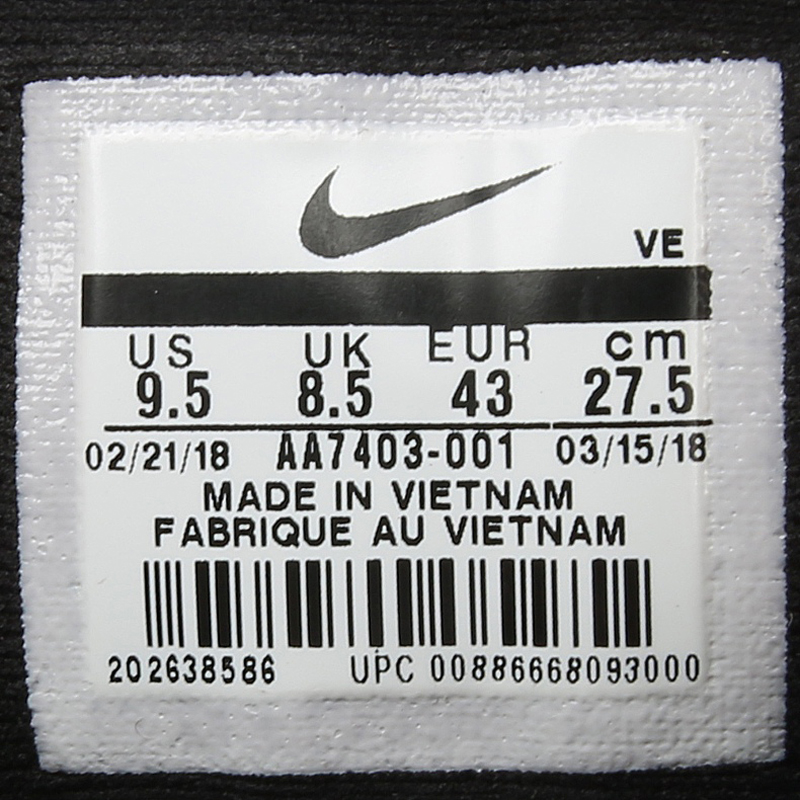 VE
US UK EUR cm
9.5 8.5 43 27.5
02/21/18 AA7403-001 03/15/18
MADE IN VIETNAM
FABRIQUE AU VIETNAM
202638586 UPC 00886668093000